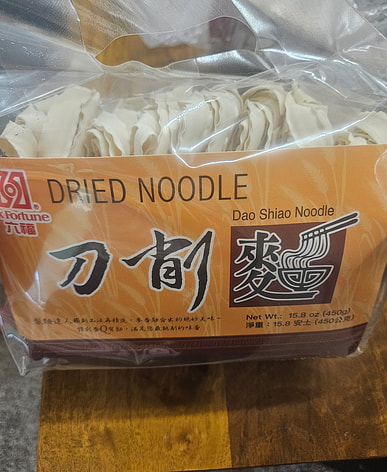 DRIED NOODLE
Fortune®
六福
Dao Shiao Noodle
刀削麵
Net Wt.: 15.8 oz (450g)
淨重：15.8 安士 (450公克)